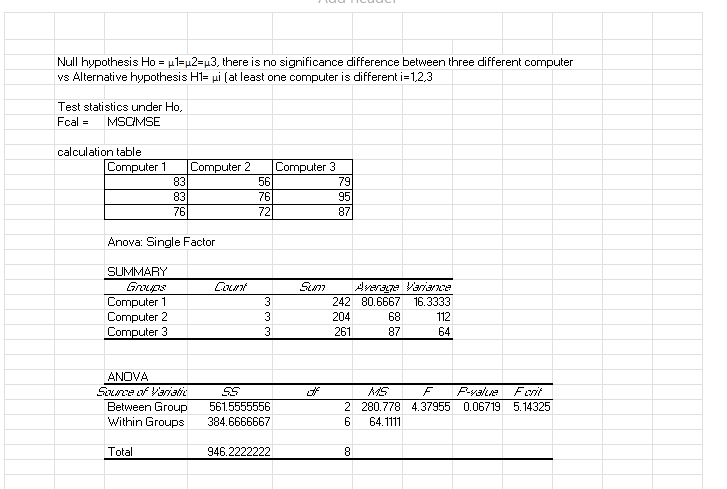 Add header
Null hypothesis Ho = µ1=µ2=µ3, there is no significance difference between three different computer
vs Alternative hypothesis H1= µi (at least one computer is different i=1,2,3
Test statistics under Ho,
Fcal = MSC/MSE
calculation table
Computer 1 Computer 2 Computer 3
83 56 79
83 76 95
76 72 87
Anova: Single Factor
SUMMARY
Groups Count Sum Average Variance
Computer 1 3 242 80.6667 16.3333
Computer 2 3 204 68 112
Computer 3 3 261 87 64
ANOVA
Source of Variatic SS df MS F P-value F crit
Between Group 561.5555556 2 280.778 4.37955 0.06719 5.14325
Within Groups 384.6666667 6 64.1111
Total 946.2222222 8